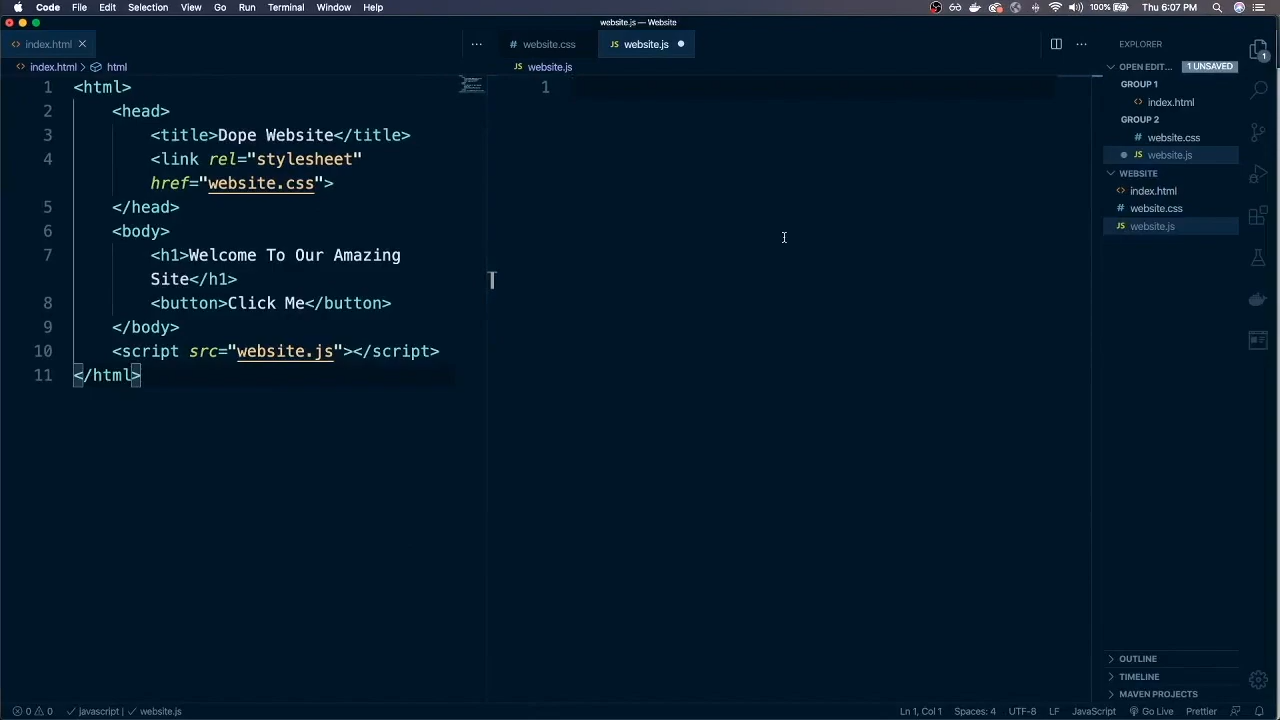 Code File Edit Selection View Go Run Terminal Window Help
100% Thu 6:07 PM
website.js — Website
index.html
website.css
website.js
index.html > html
website.js
1 <html>
2 <head>
3 <title>Dope Website</title>
4 <link rel="stylesheet"
href="website.css">
5 </head>
6 <body>
7 <h1>Welcome To Our Amazing
Site</h1>
8 <button>Click Me</button>
9 </body>
10 <script src="website.js"></script>
11 </html>
1
EXPLORER
OPEN EDIT... 1 UNSAVED
GROUP 1
index.html
GROUP 2
website.css
JS website.js
WEBSITE
index.html
# website.css
JS website.js
1
OUTLINE
TIMELINE
MAVEN PROJECTS
0 0 javascript | website.js
Ln 1, Col 1 Spaces: 4 UTF-8 LF JavaScript Go Live Prettier